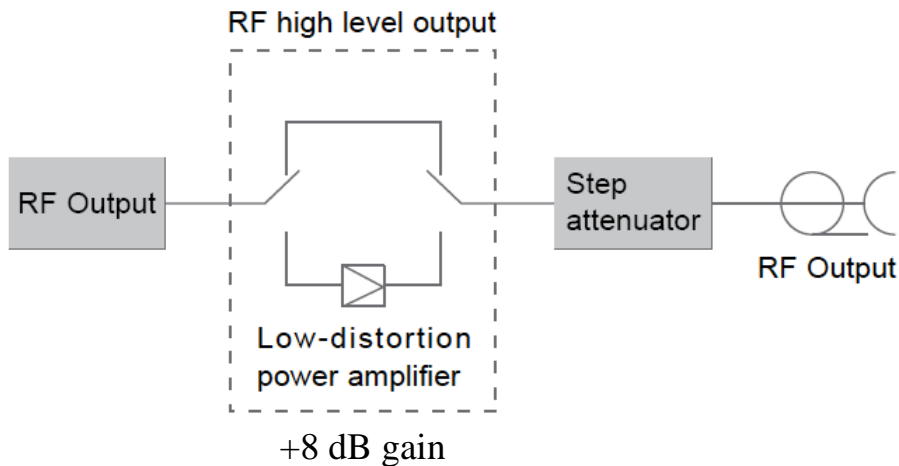 RF high level output
RF Output
Step
attenuator
RF Output
Low-distortion
power amplifier
+8 dB gain